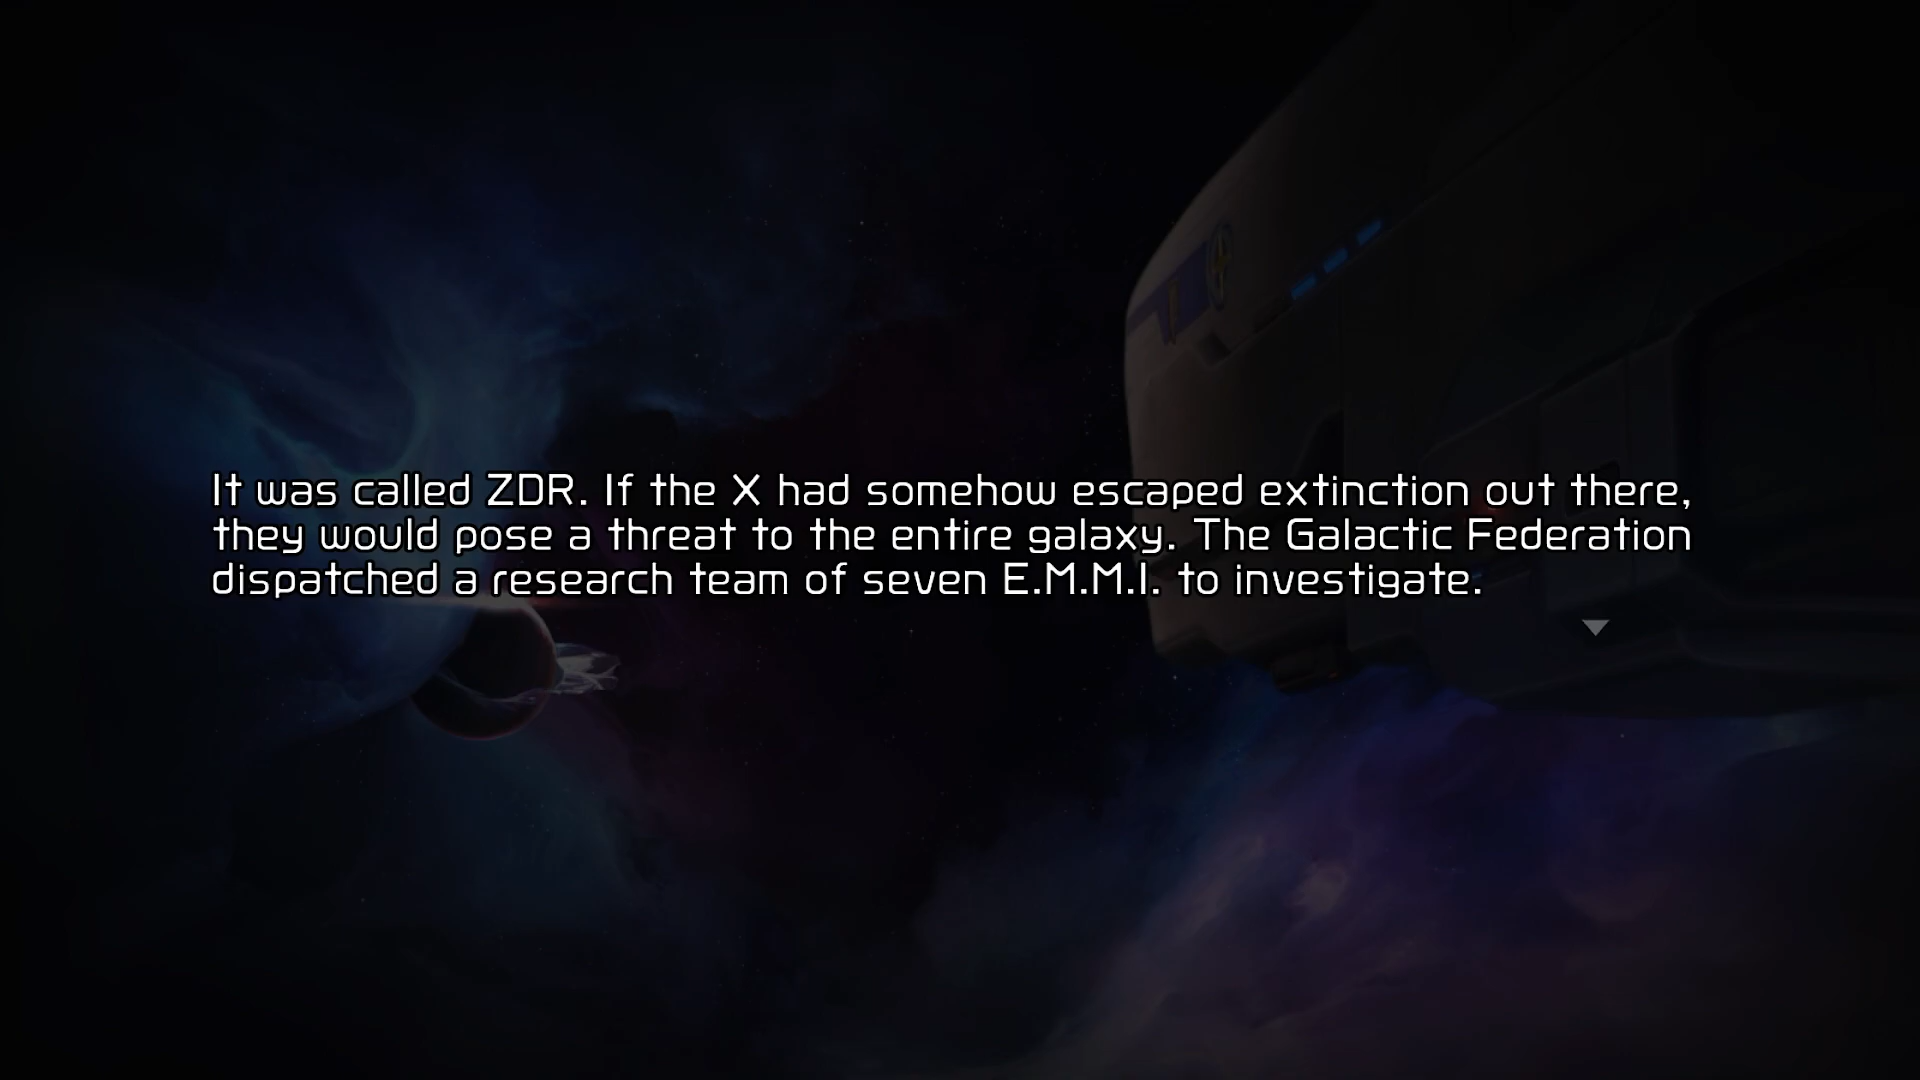 It was called ZDR. If the X had somehow escaped extinction out there,
they would pose a threat to the entire galaxy. The Galactic Federation
dispatched a research team of seven E.M.M.I. to investigate.